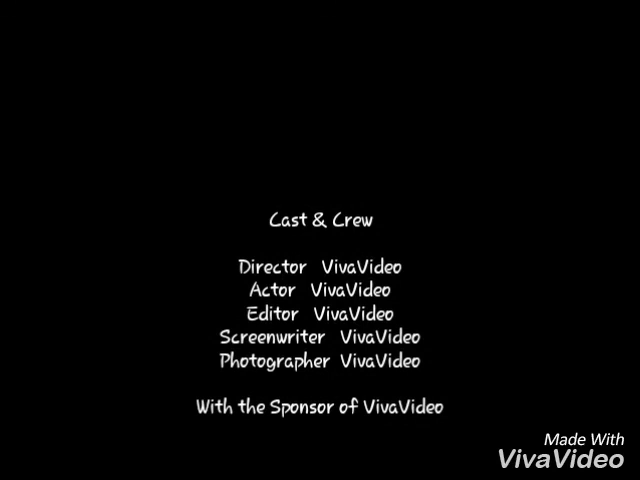 Cast & Crew
Director VivaVideo
Actor VivaVideo
Editor VivaVideo
Screenwriter VivaVideo
Photographer VivaVideo
With the Sponsor of VivaVideo
Made With
VivaVideo